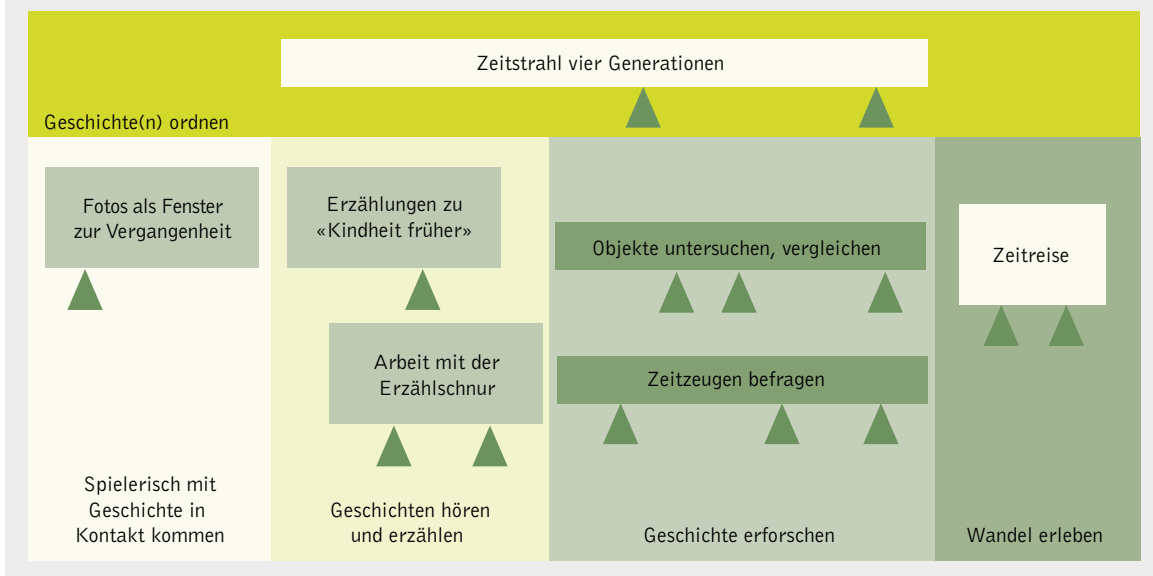 Zeitstrahl vier Generationen
Geschichte(n) ordnen
Fotos als Fenster
zur Vergangenheit
Spielerisch mit
Geschichte in
Kontakt kommen
Erzählungen zu
«Kindheit früher»
Arbeit mit der
Erzählschnur
Geschichten hören
und erzählen
Objekte untersuchen, vergleichen
Zeitzeugen befragen
Geschichte erforschen
Zeitreise
Wandel erleben